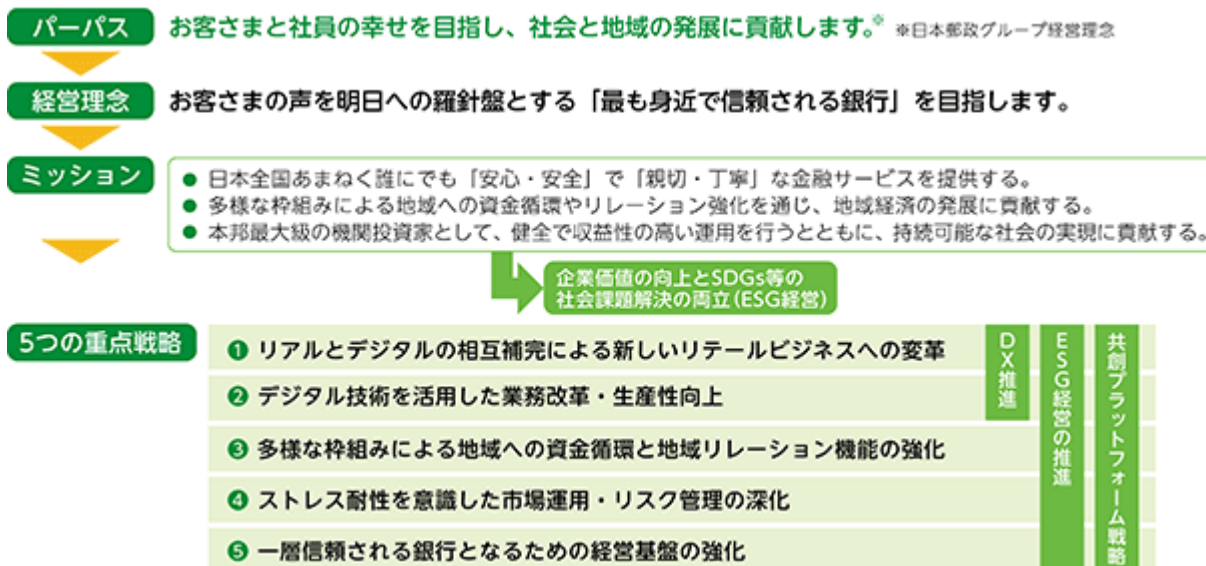 パーパス
お客さまと社員の幸せを目指し、社会と地域の発展に貢献します。※ ※日本郵政グループ経営理念
経営理念
お客さまの声を明日への羅針盤とする「最も身近で信頼される銀行」を目指します。
ミッション
● 日本全国あまねく誰にでも「安心・安全」で「親切・丁寧」な金融サービスを提供する。
● 多様な枠組みによる地域への資金循環やリレーション強化を通じ、地域経済の発展に貢献する。
● 本邦最大級の機関投資家として、健全で収益性の高い運用を行うとともに、持続可能な社会の実現に貢献する。
企業価値の向上とSDGs等の
社会課題解決の両立(ESG経営)
5つの重点戦略
❶ リアルとデジタルの相互補完による新しいリテールビジネスへの変革
❷ デジタル技術を活用した業務改革・生産性向上
❸ 多様な枠組みによる地域への資金循環と地域リレーション機能の強化
❹ ストレス耐性を意識した市場運用・リスク管理の深化
❺ 一層信頼される銀行となるための経営基盤の強化
DX推進
ESG経営の推進
共創プラットフォーム戦略